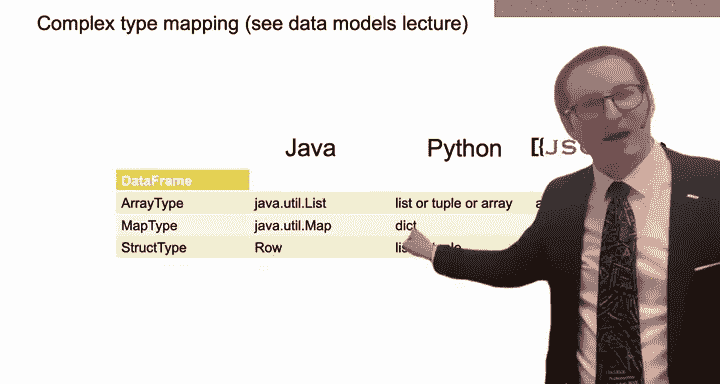 Complex type mapping (see data models lecture)
Java Python [{JS
DataFrame
ArrayType java.util.List list or tuple or array a
MapType java.util.Map dict
StructType Row